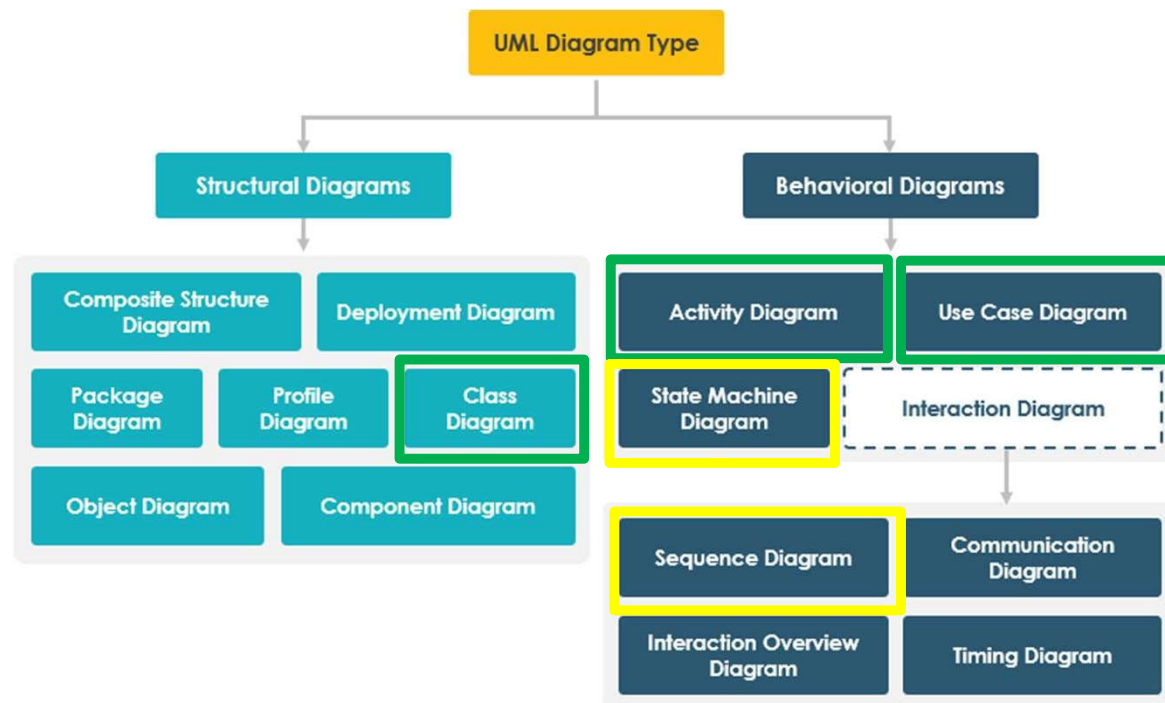 UML Diagram Type
Structural Diagrams
Behavioral Diagrams
Composite Structure
Diagram
Deployment Diagram
Package
Diagram
Profile
Diagram
Class
Diagram
Object Diagram
Component Diagram
Activity Diagram
Use Case Diagram
State Machine
Diagram
Interaction Diagram
Sequence Diagram
Communication
Diagram
Interaction Overview
Diagram
Timing Diagram